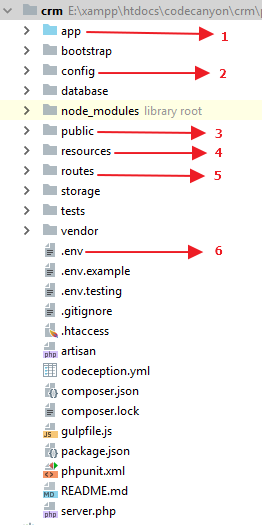 crm E:\xampp\htdocs\codecanyon\crm\
app 1
bootstrap
config 2
database
node_modules library root
public 3
resources 4
routes 5
storage
tests
vendor
.env 6
.env.example
.env.testing
.gitignore
.htaccess
php artisan
codeception.yml
composer.json
composer.lock
JS gulpfile.js
package.json
php phpunit.xml
MD README.md
php server.php